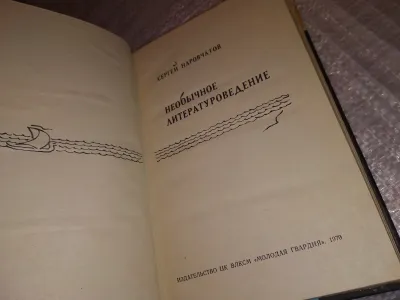 СЕРГЕЙ НАРОВЧАТОВ
НЕОБЫЧНОЕ
ЛИТЕРАТУРОВЕДЕНИЕ
ИЗДАТЕЛЬСТВО ЦК ВЛКСМ «МОЛОДАЯ ГВАРДИЯ», 1970